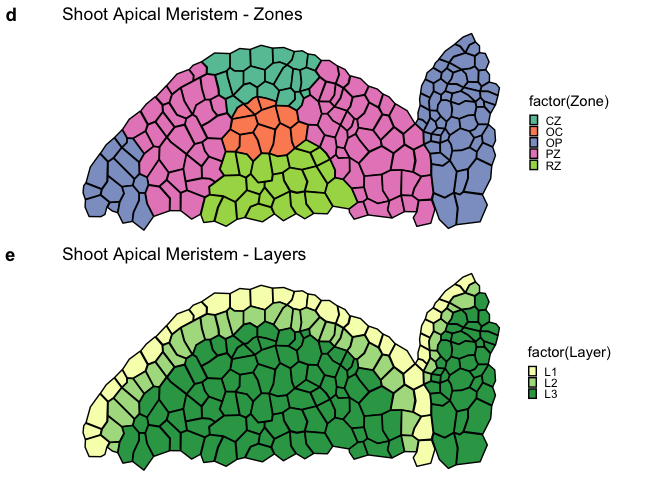 d
Shoot Apical Meristem - Zones
factor(Zone)
CZ
OC
OP
PZ
RZ
e
Shoot Apical Meristem - Layers
factor(Layer)
L1
L2
L3